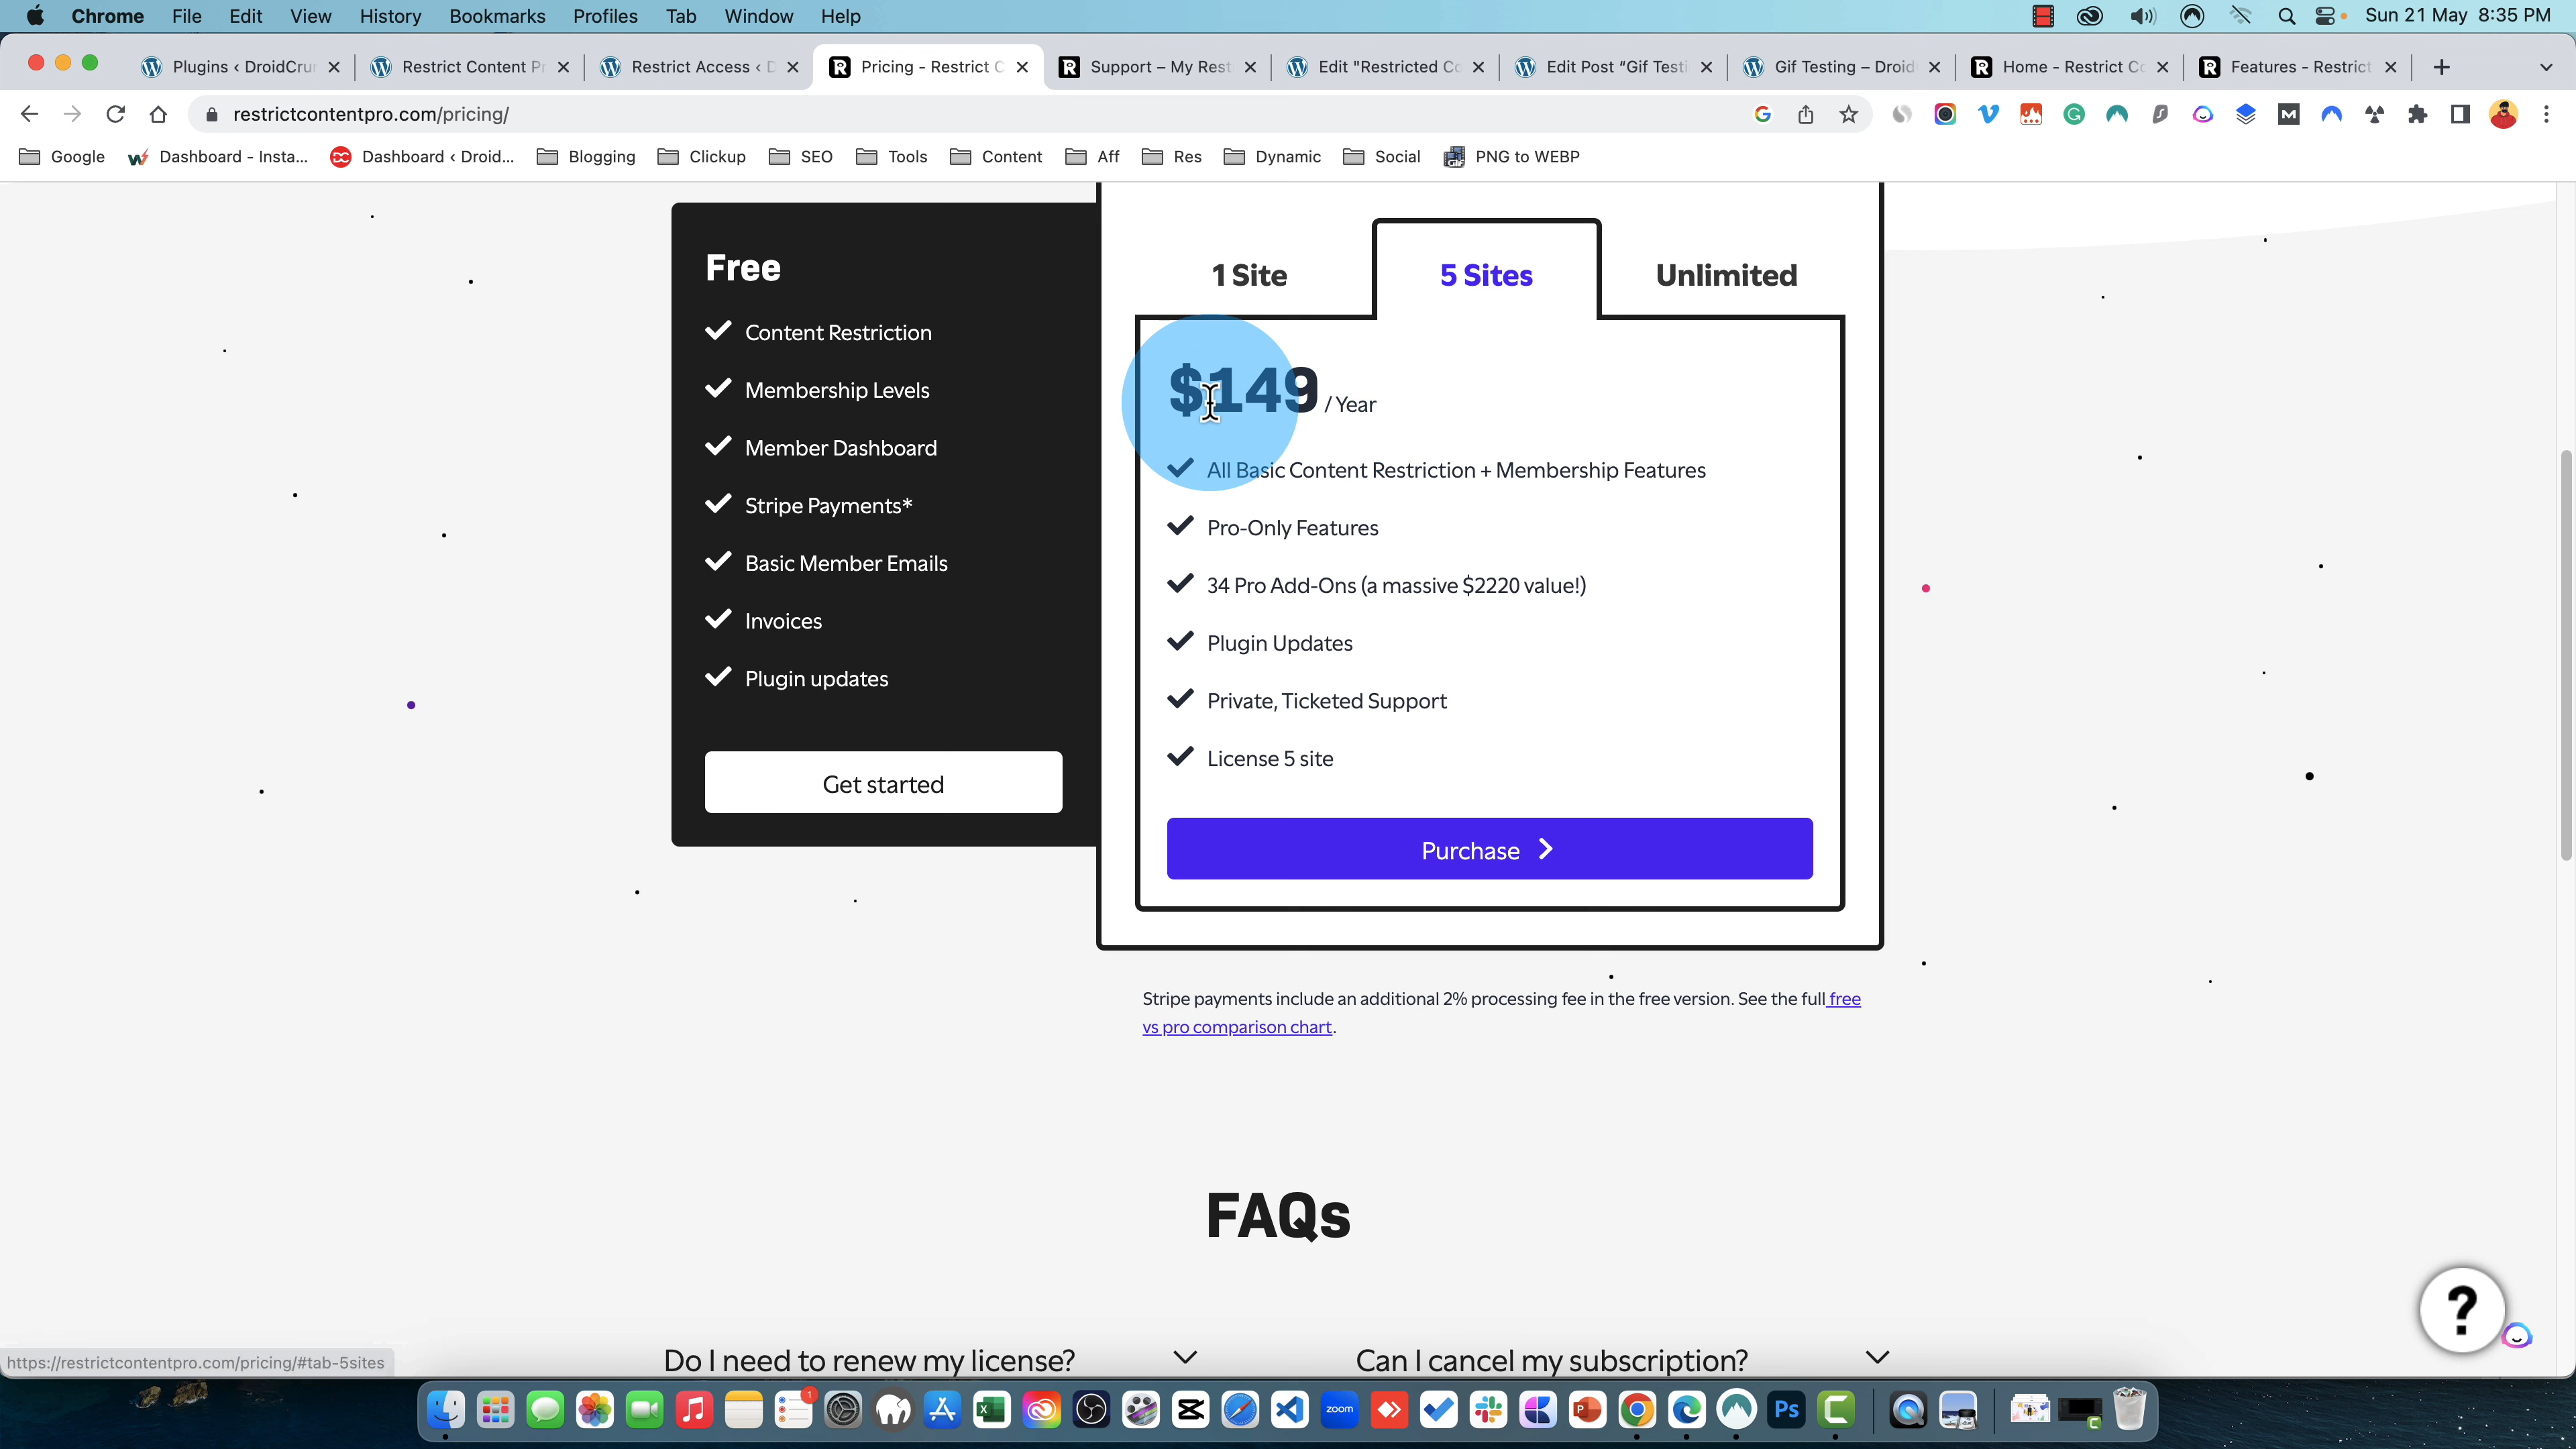 Chrome File Edit View History Bookmarks Profiles Tab Window Help Sun 21 May 8:35 PM
Plugins ‹ DroidCru Restrict Content Pr Restrict Access ‹ D Pricing - Restrict C Support – My Rest Edit "Restricted Co Edit Post “Gif Testi Gif Testing – Droid Home - Restrict Co Features - Restrict
restrictcontentpro.com/pricing/
Google Dashboard - Insta... Dashboard ‹ Droid... Blogging Clickup SEO Tools Content Aff Res Dynamic Social PNG to WEBP
Free
Content Restriction
Membership Levels
Member Dashboard
Stripe Payments*
Basic Member Emails
Invoices
Plugin updates
Get started
1 Site 5 Sites Unlimited
$149 / Year
All Basic Content Restriction + Membership Features
Pro-Only Features
34 Pro Add-Ons (a massive $2220 value!)
Plugin Updates
Private, Ticketed Support
License 5 site
Purchase
Stripe payments include an additional 2% processing fee in the free version. See the full free
vs pro comparison chart.
FAQs
Do I need to renew my license? Can I cancel my subscription?
?
https://restrictcontentpro.com/pricing/#tab-5sites
1
zoom
Ps